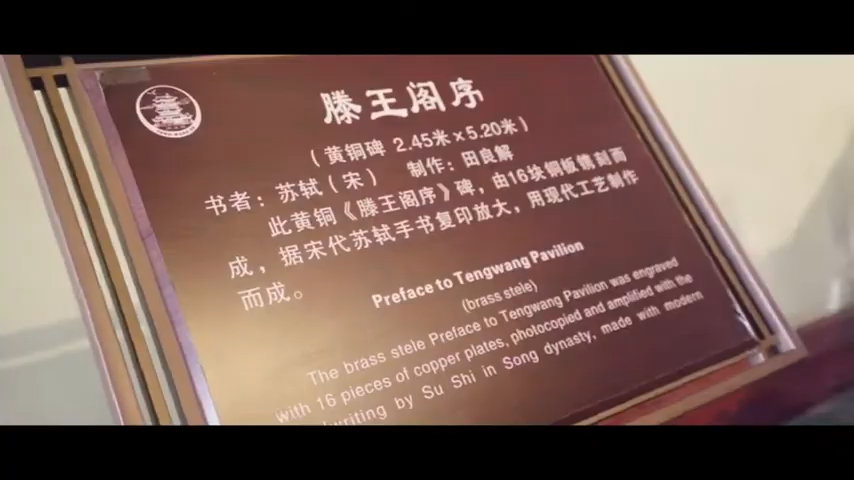 滕王阁序
（黄铜碑 2.45米×5.20米）
书者：苏轼（宋） 制作：田良解
此黄铜《滕王阁序》碑，由16块铜板镌刻而
成，据宋代苏轼手书复印放大，用现代工艺制作
而成。
Preface to Tengwang Pavilion
(brass stele)
The brass stele Preface to Tengwang Pavilion was engraved
with 16 pieces of copper plates, photocopied and amplified with the
writing by Su Shi in Song dynasty, made with modern